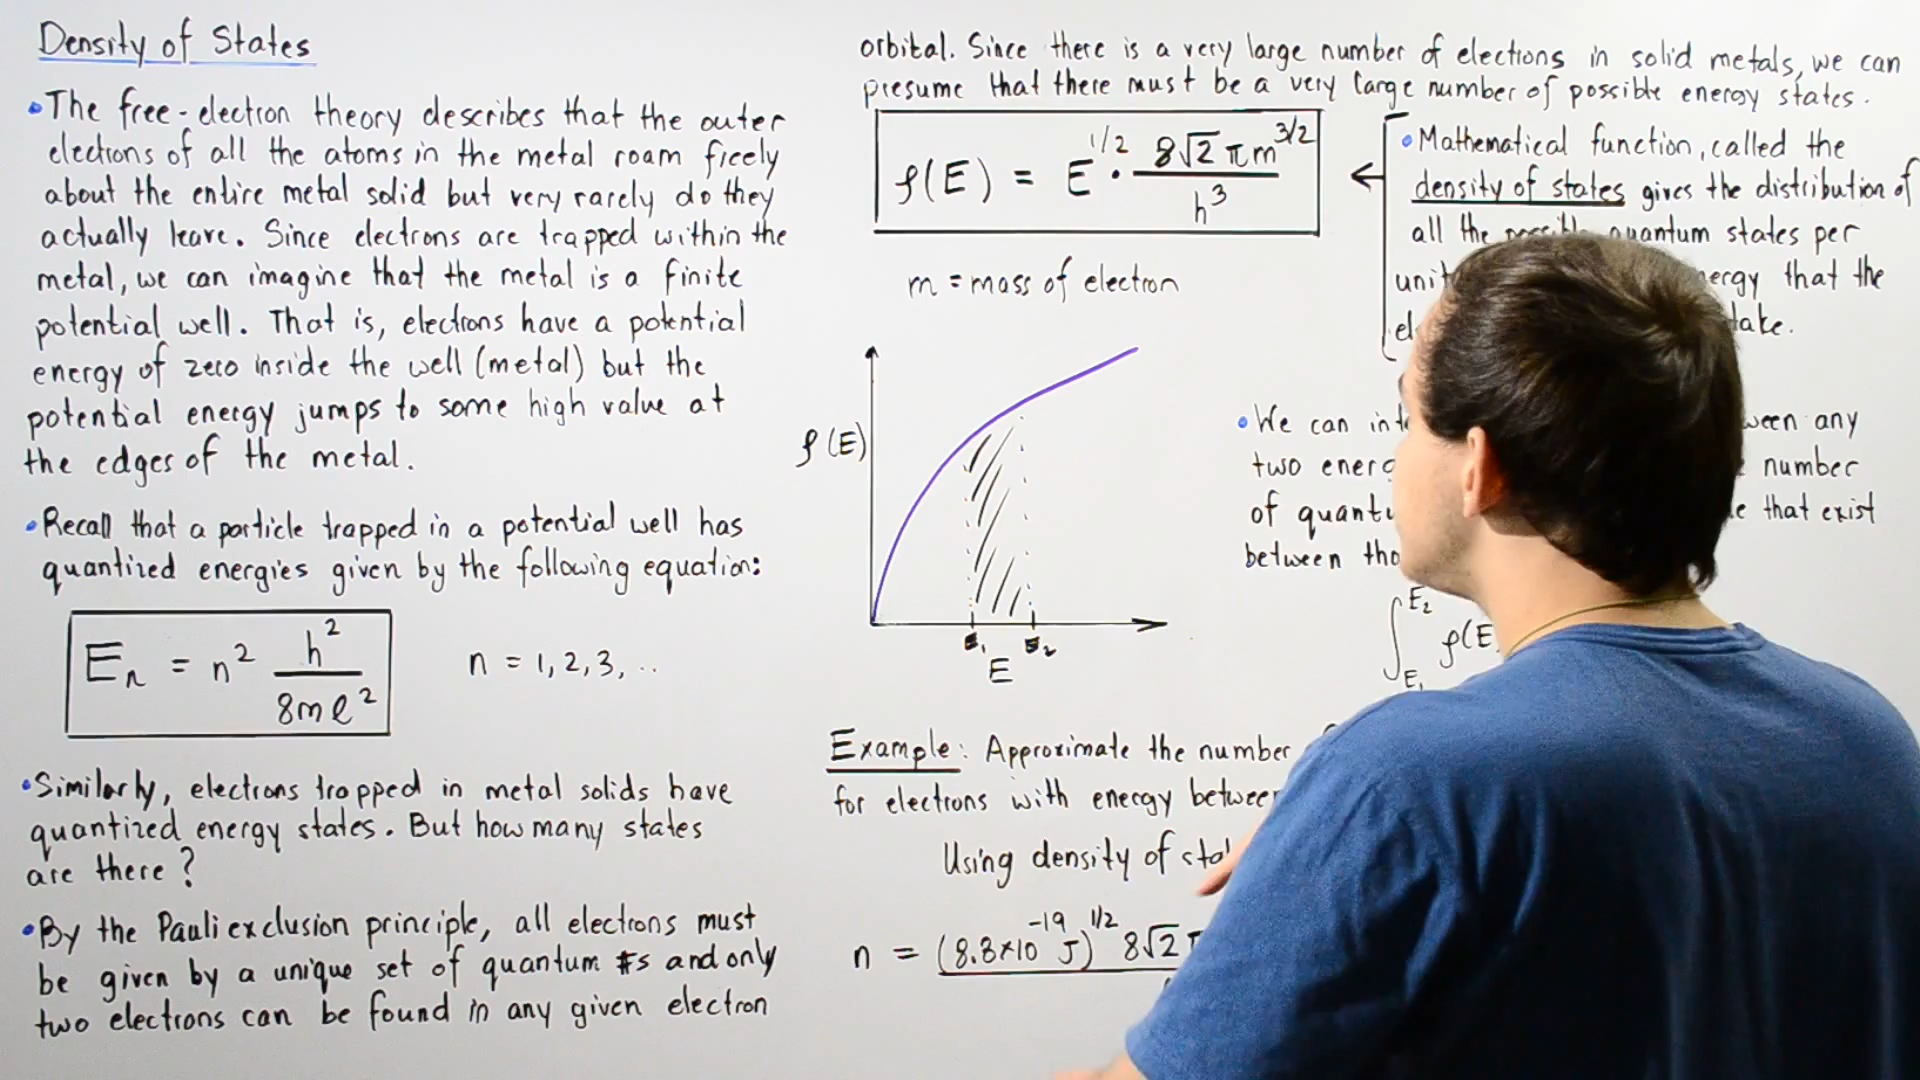 Density of States
• The free-electron theory describes that the outer
electrons of all the atoms in the metal roam freely
about the entire metal solid but very rarely do they
actually leave. Since electrons are trapped within the
metal, we can imagine that the metal is a finite
potential well. That is, electrons have a potential
energy of zero inside the well (metal) but the
potential energy jumps to some high value at
the edges of the metal.
• Recall that a particle trapped in a potential well has
quantized energies given by the following equation:
Eₙ = n² h² / 8mℓ²   n = 1, 2, 3, ..
• Similarly, electrons trapped in metal solids have
quantized energy states. But how many states
are there?
• By the Pauli exclusion principle, all electrons must
be given by a unique set of quantum #s and only
two electrons can be found in any given electron
orbital. Since there is a very large number of electrons in solid metals, we can
presume that there must be a very large number of possible energy states.
ρ(E) = E^1/2 · 8√2 π m^3/2 / h³
m = mass of electron
• Mathematical function, called the
density of states gives the distribution of
all the possible quantum states per
unit ergy that the
take.
ρ(E)
E₁ E₂
E
• We can any
two number
of that exist
between
∫E₁ E₂ ρ(E
Example: Approximate the number
for electrons with energy between
Using density of
n = (8.3×10⁻¹⁹ J)^1/2 8√2